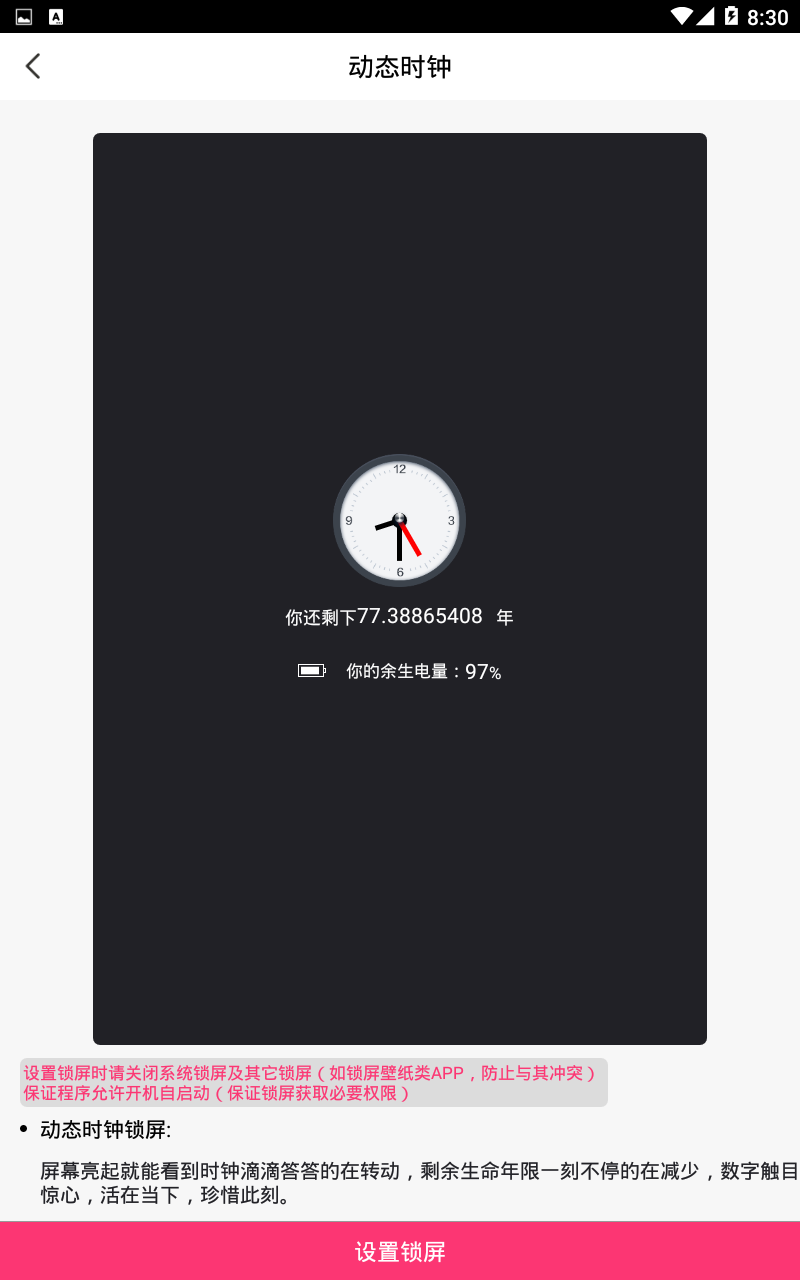 8:30
动态时钟
12
9
3
6
你还剩下77.38865408 年
你的余生电量：97%
设置锁屏时请关闭系统锁屏及其它锁屏（如锁屏壁纸类APP，防止与其冲突）
保证程序允许开机自启动（保证锁屏获取必要权限）
• 动态时钟锁屏:
屏幕亮起就能看到时钟滴滴答答的在转动，剩余生命年限一刻不停的在减少，数字触目
惊心，活在当下，珍惜此刻。
设置锁屏